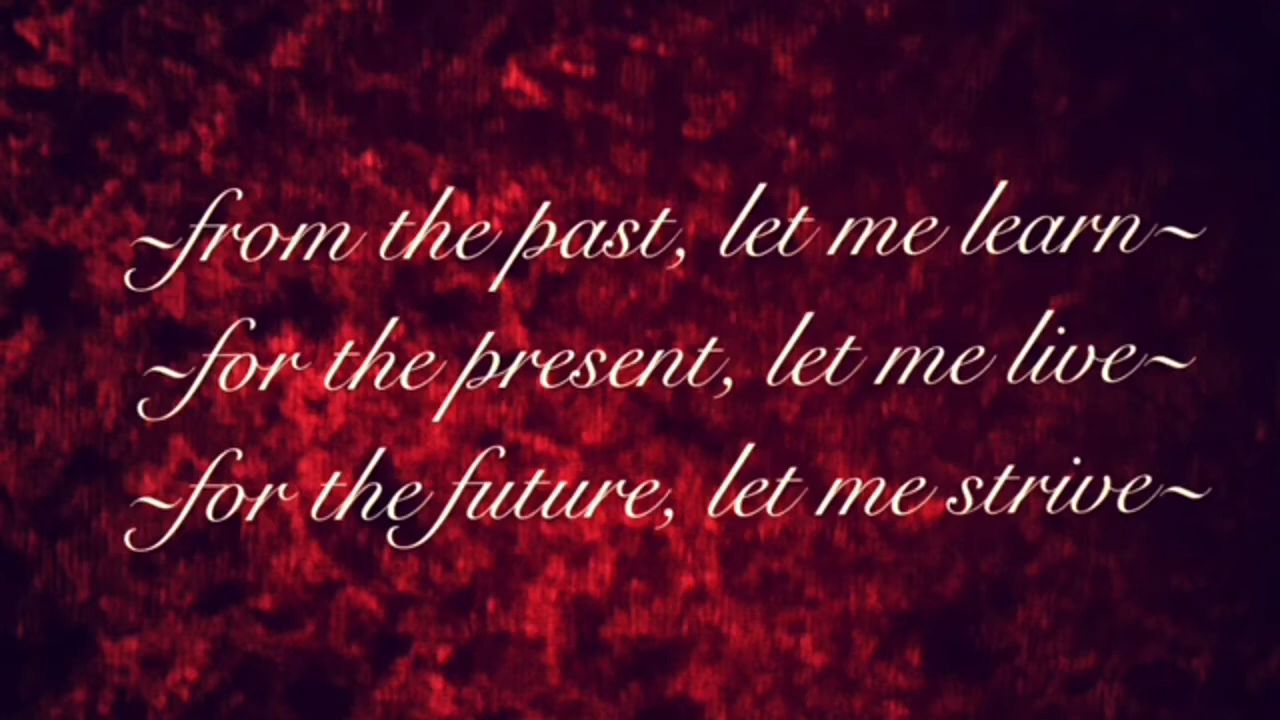 ~from the past, let me learn~
~for the present, let me live~
~for the future, let me strive~